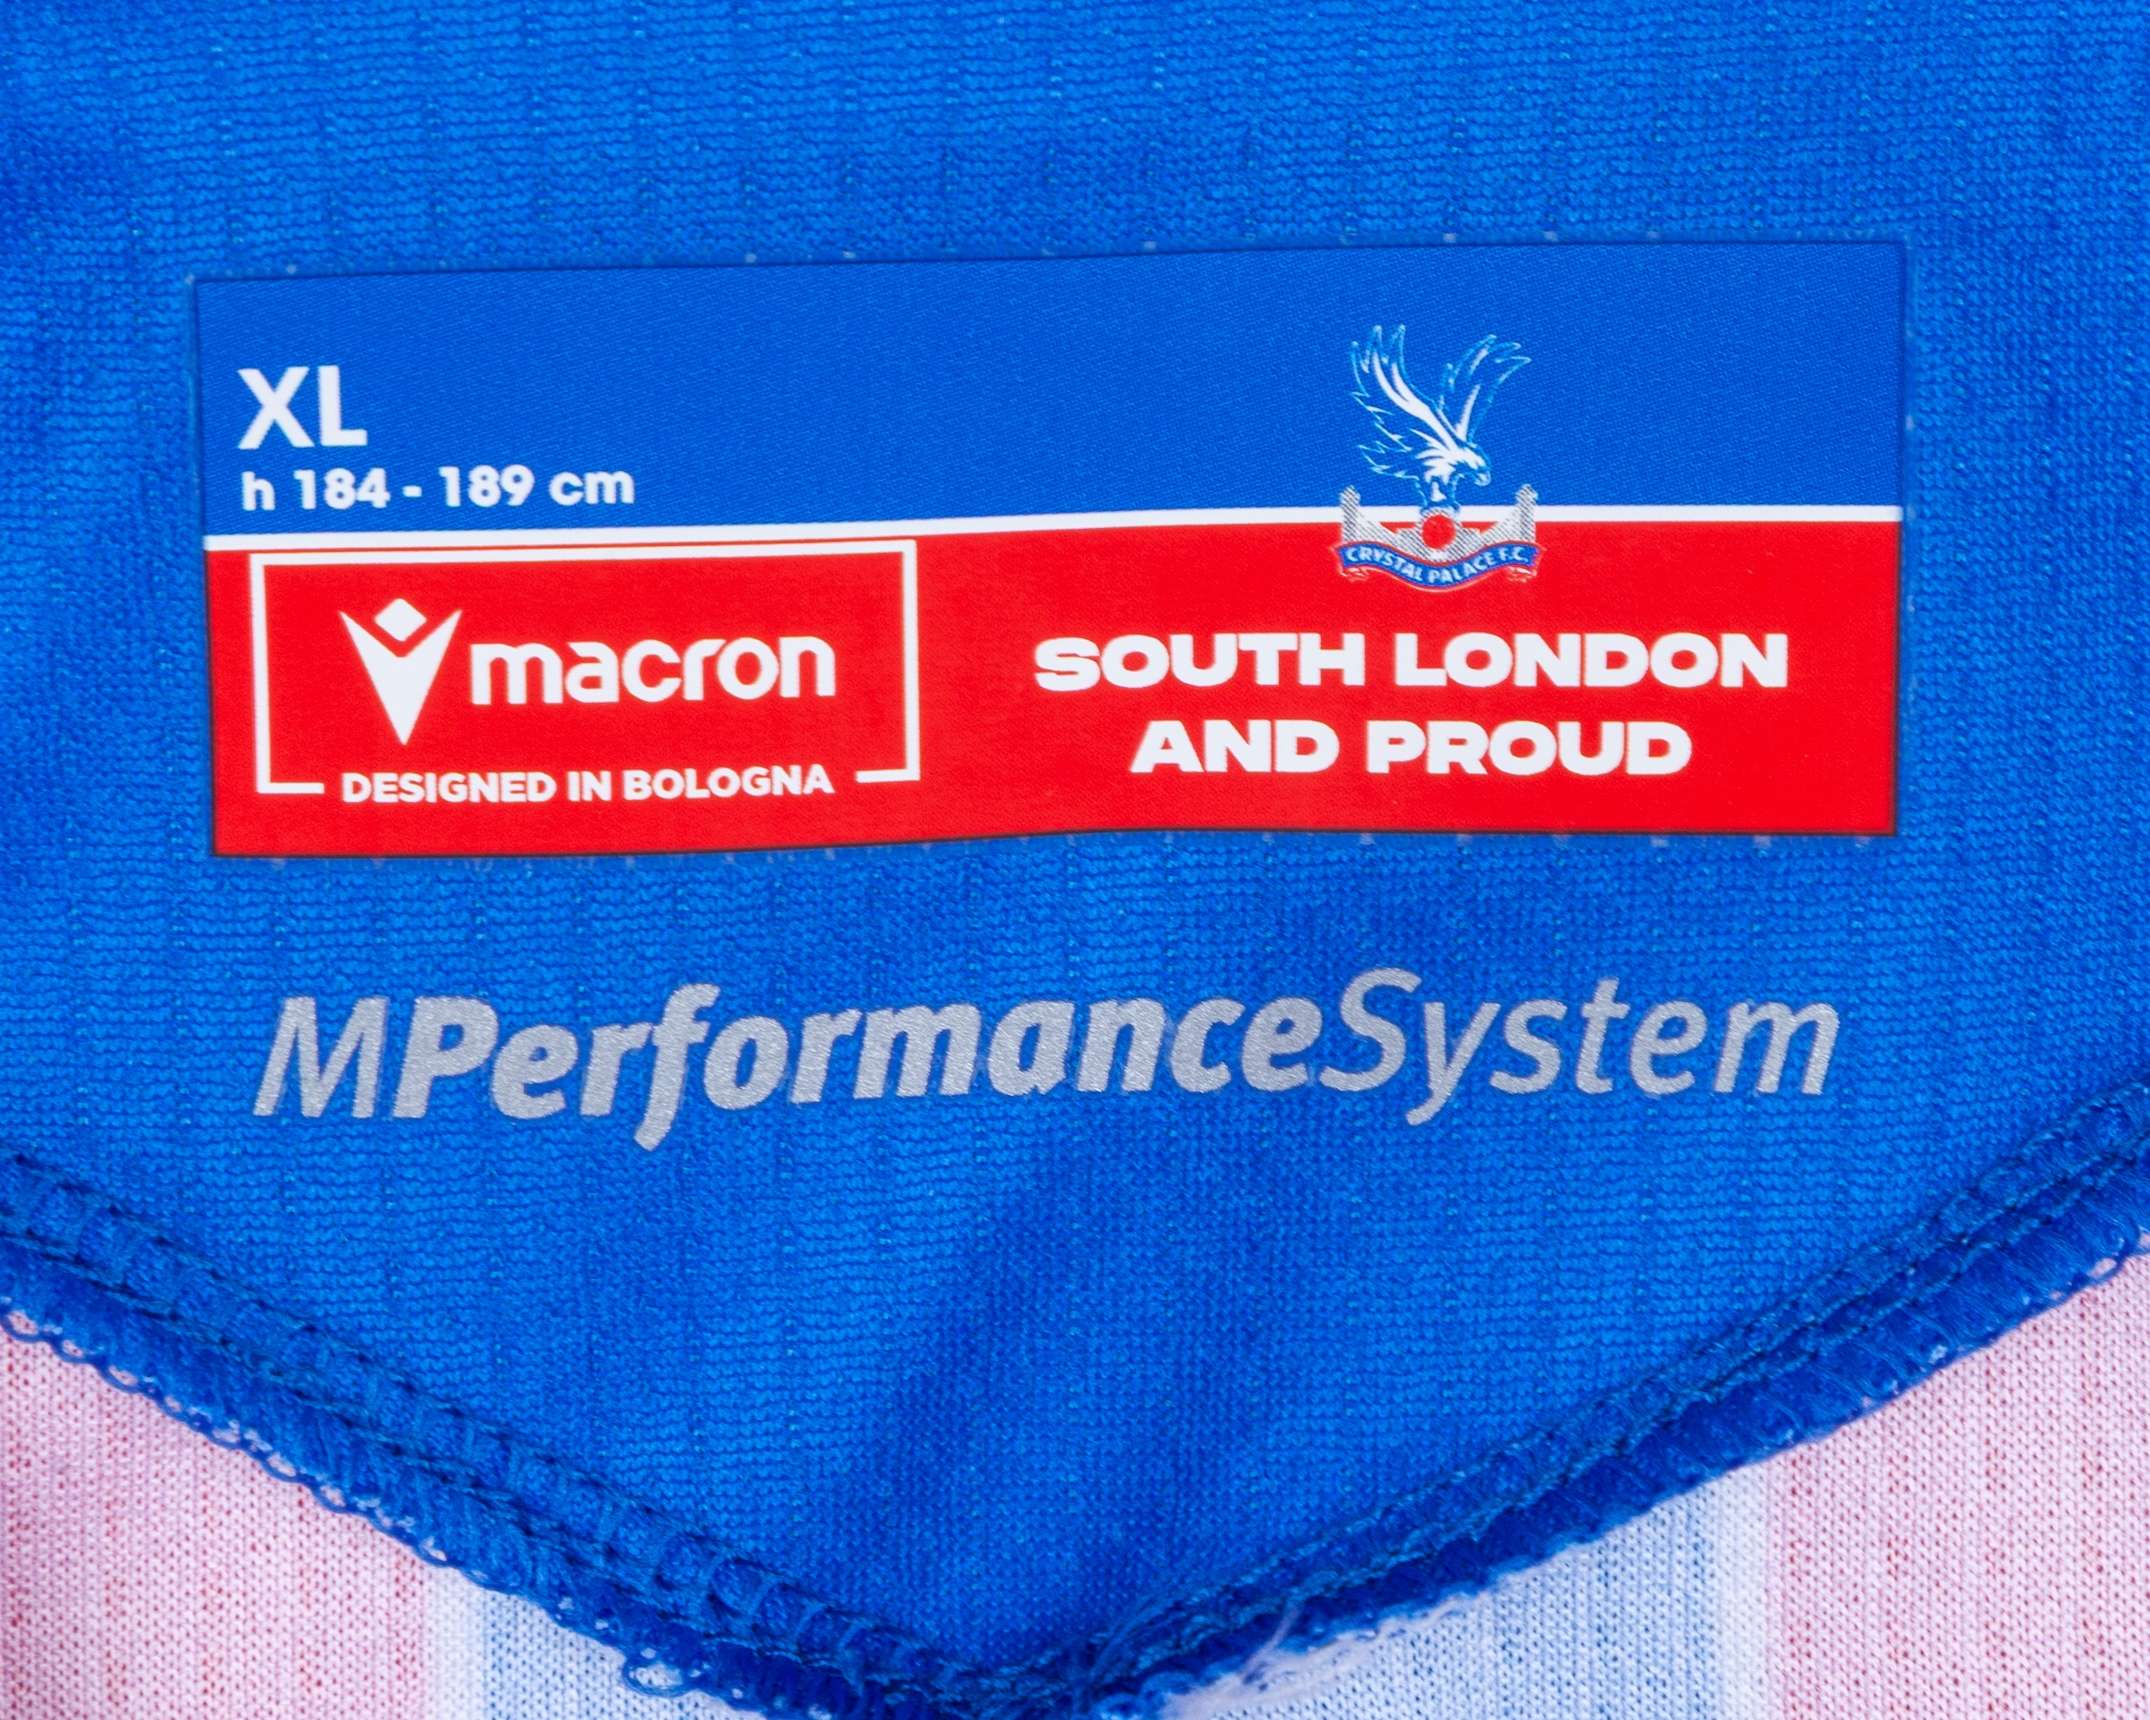 XL
h 184 - 189 cm
macron
DESIGNED IN BOLOGNA
CRYSTAL PALACE F.C.
SOUTH LONDON
AND PROUD
MPerformanceSystem